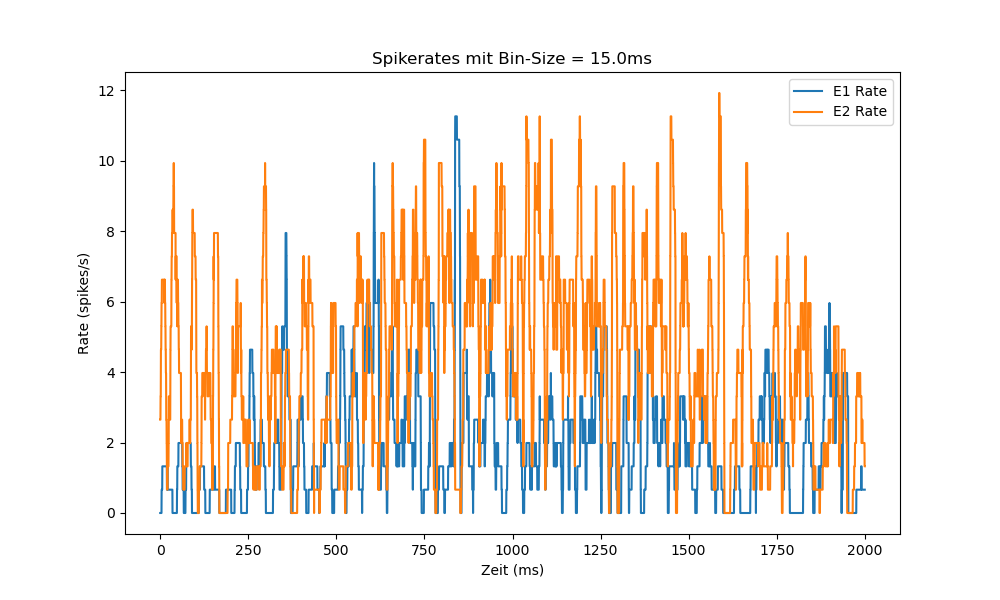 Spikerates mit Bin-Size = 15.0ms
E1 Rate
E2 Rate
12
10
8
6
4
2
0
Rate (spikes/s)
0 250 500 750 1000 1250 1500 1750 2000
Zeit (ms)